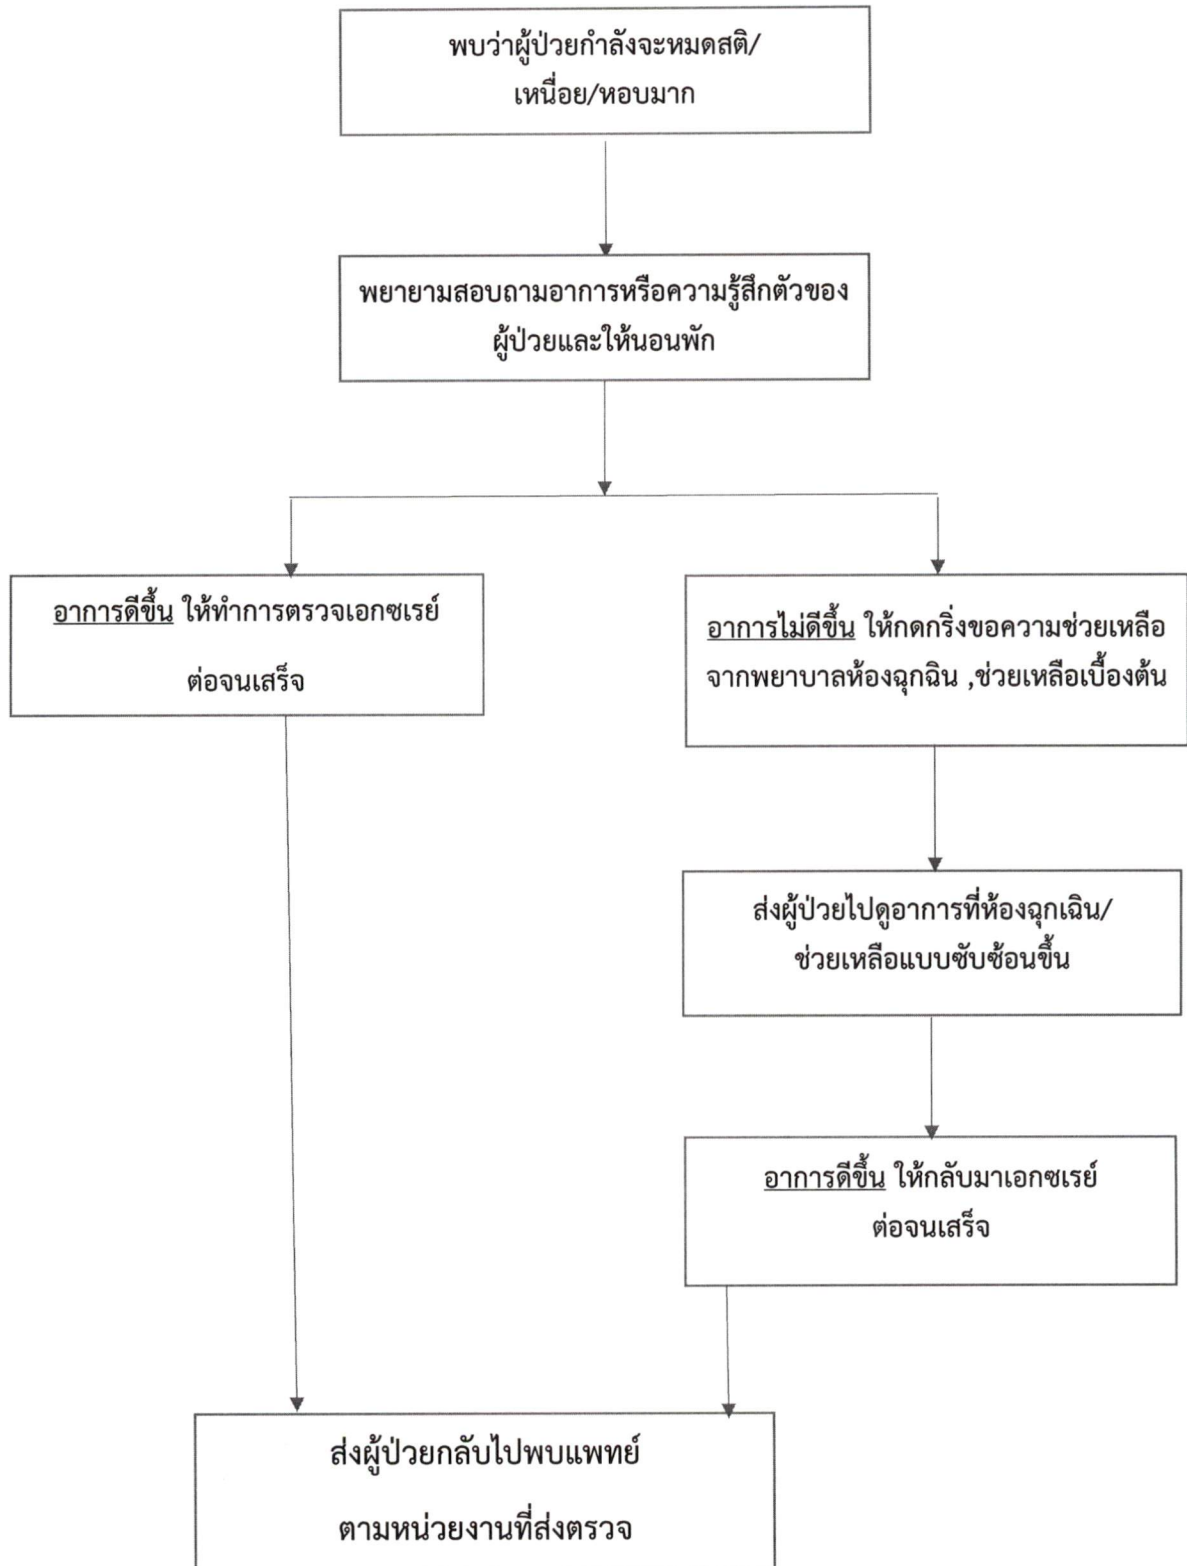 พบว่าผู้ป่วยกำลังจะหมดสติ/
เหนื่อย/หอบมาก
พยายามสอบถามอาการหรือความรู้สึกตัวของ
ผู้ป่วยและให้นอนพัก
อาการดีขึ้น ให้ทำการตรวจเอกซเรย์
ต่อจนเสร็จ
อาการไม่ดีขึ้น ให้กดกริ่งขอความช่วยเหลือ
จากพยาบาลห้องฉุกฉิน ,ช่วยเหลือเบื้องต้น
ส่งผู้ป่วยไปดูอาการที่ห้องฉุกเฉิน/
ช่วยเหลือแบบซับซ้อนขึ้น
อาการดีขึ้น ให้กลับมาเอกซเรย์
ต่อจนเสร็จ
ส่งผู้ป่วยกลับไปพบแพทย์
ตามหน่วยงานที่ส่งตรวจ